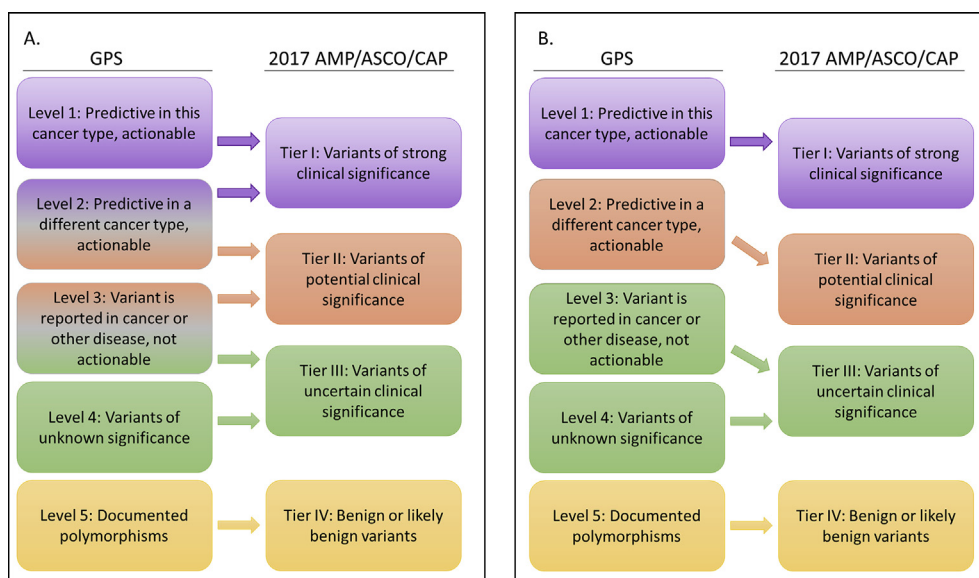 A.
GPS
2017 AMP/ASCO/CAP
Level 1: Predictive in this
cancer type, actionable
Level 2: Predictive in a
different cancer type,
actionable
Level 3: Variant is
reported in cancer or
other disease, not
actionable
Level 4: Variants of
unknown significance
Level 5: Documented
polymorphisms
Tier I: Variants of strong
clinical significance
Tier II: Variants of
potential clinical
significance
Tier III: Variants of
uncertain clinical
significance
Tier IV: Benign or likely
benign variants
B.
GPS
2017 AMP/ASCO/CAP
Level 1: Predictive in this
cancer type, actionable
Level 2: Predictive in a
different cancer type,
actionable
Level 3: Variant is
reported in cancer or
other disease, not
actionable
Level 4: Variants of
unknown significance
Level 5: Documented
polymorphisms
Tier I: Variants of strong
clinical significance
Tier II: Variants of
potential clinical
significance
Tier III: Variants of
uncertain clinical
significance
Tier IV: Benign or likely
benign variants